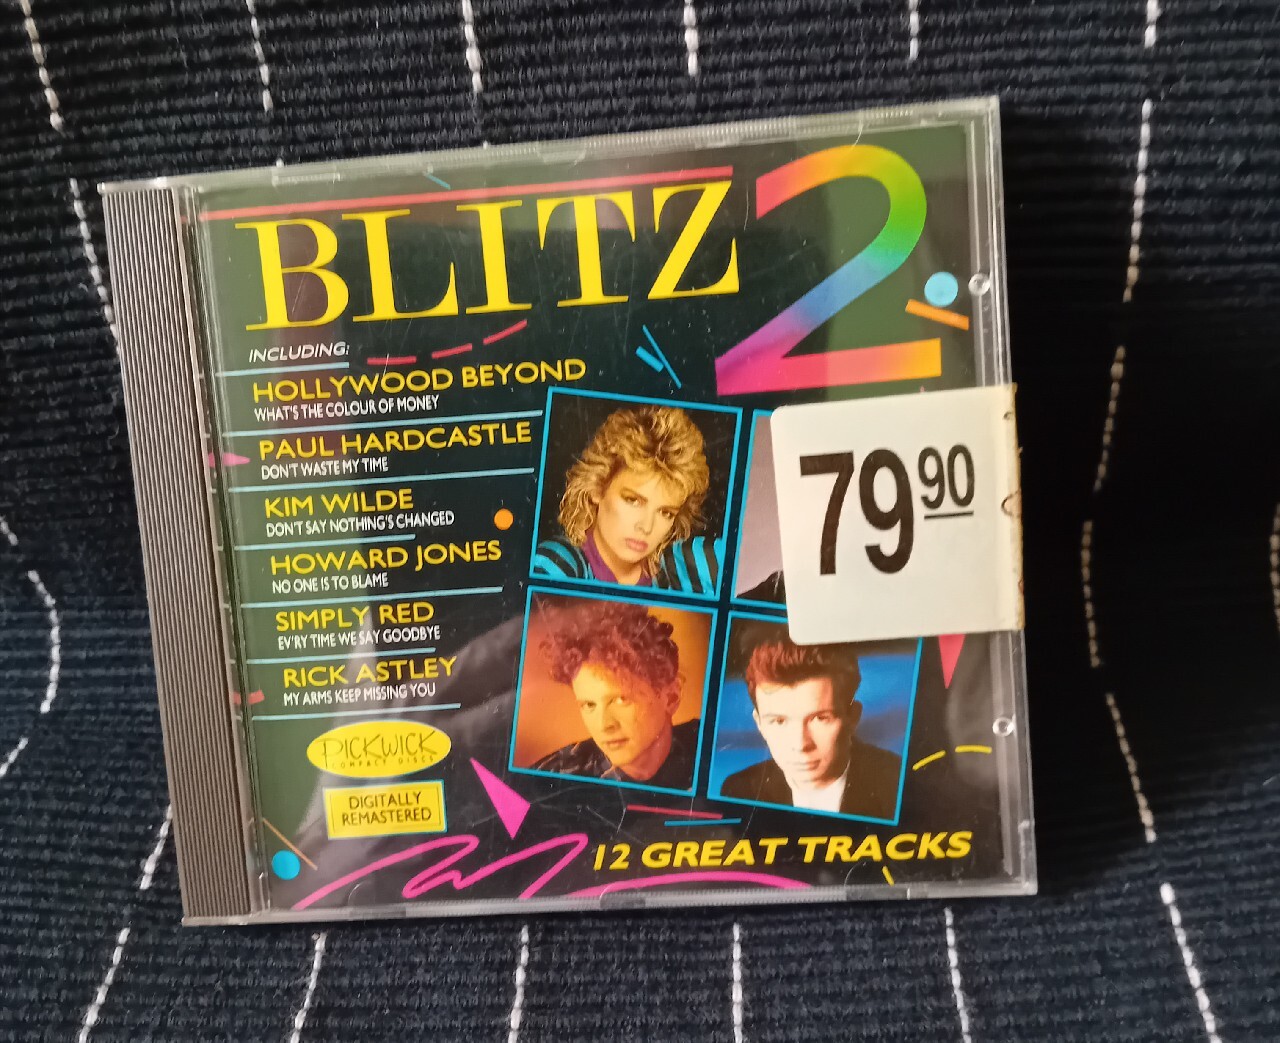 BLITZ 2
INCLUDING:
HOLLYWOOD BEYOND
WHAT'S THE COLOUR OF MONEY
PAUL HARDCASTLE
DON'T WASTE MY TIME
KIM WILDE
DON'T SAY NOTHING'S CHANGED
HOWARD JONES
NO ONE IS TO BLAME
SIMPLY RED
EV'RY TIME WE SAY GOODBYE
RICK ASTLEY
MY ARMS KEEP MISSING YOU
79 90
PICKWICK
COMPACT DISCS
DIGITALLY
REMASTERED
12 GREAT TRACKS